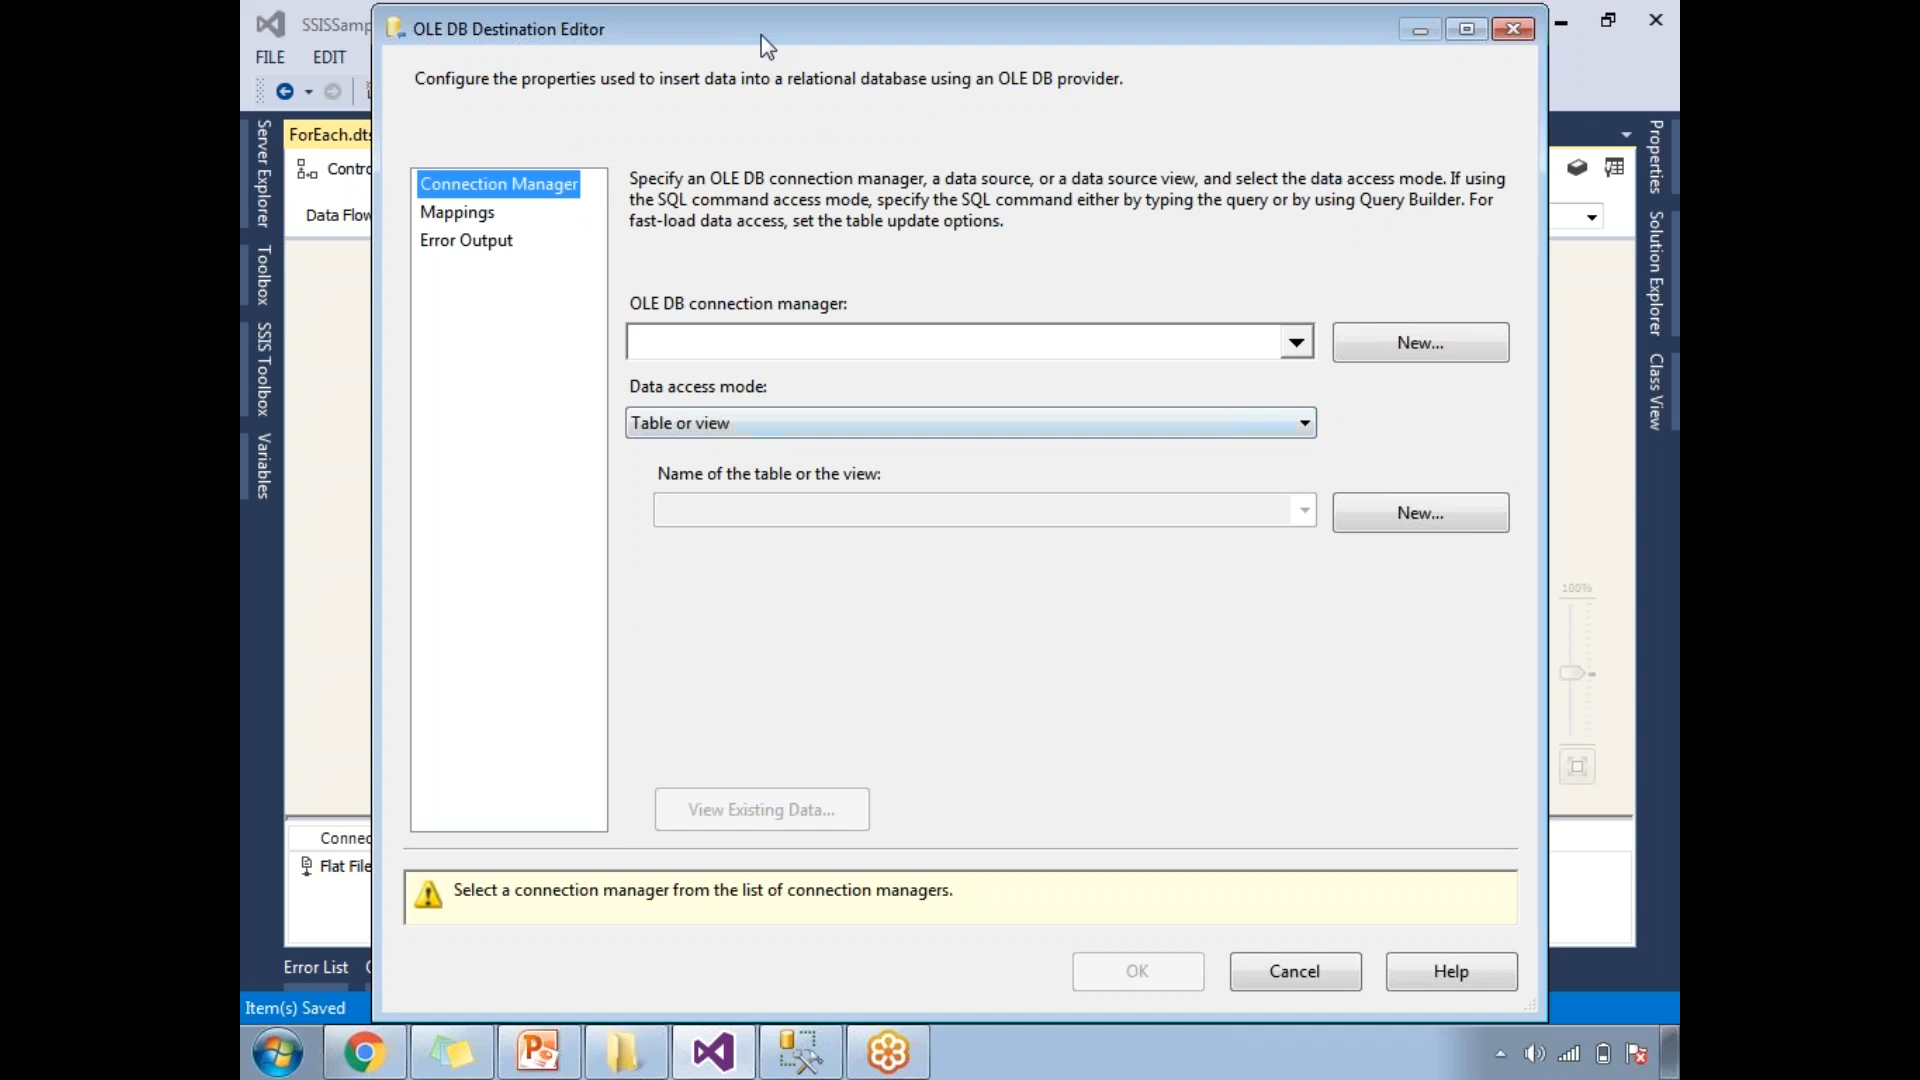 SSISSamp
OLE DB Destination Editor
FILE
EDIT
Configure the properties used to insert data into a relational database using an OLE DB provider.
ForEach.dts
Contro
Data Flow
Server Explorer
Toolbox
SSIS Toolbox
Variables
Connection Manager
Mappings
Error Output
Specify an OLE DB connection manager, a data source, or a data source view, and select the data access mode. If using
the SQL command access mode, specify the SQL command either by typing the query or by using Query Builder. For
fast-load data access, set the table update options.
OLE DB connection manager:
New...
Data access mode:
Table or view
Name of the table or the view:
New...
View Existing Data...
Select a connection manager from the list of connection managers.
OK
Cancel
Help
Properties
Solution Explorer
Class View
100%
Connec
Flat File
Error List
Item(s) Saved